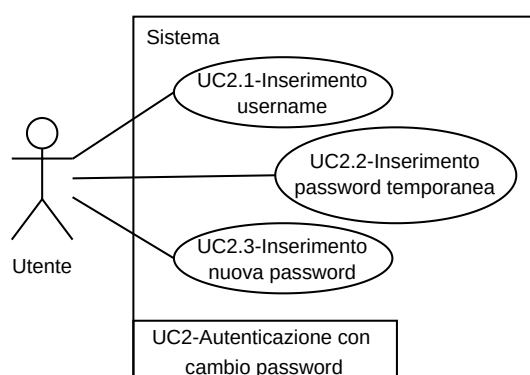 Sistema
UC2.1-Inserimento
username
UC2.2-Inserimento
password temporanea
UC2.3-Inserimento
nuova password
Utente
UC2-Autenticazione con
cambio password